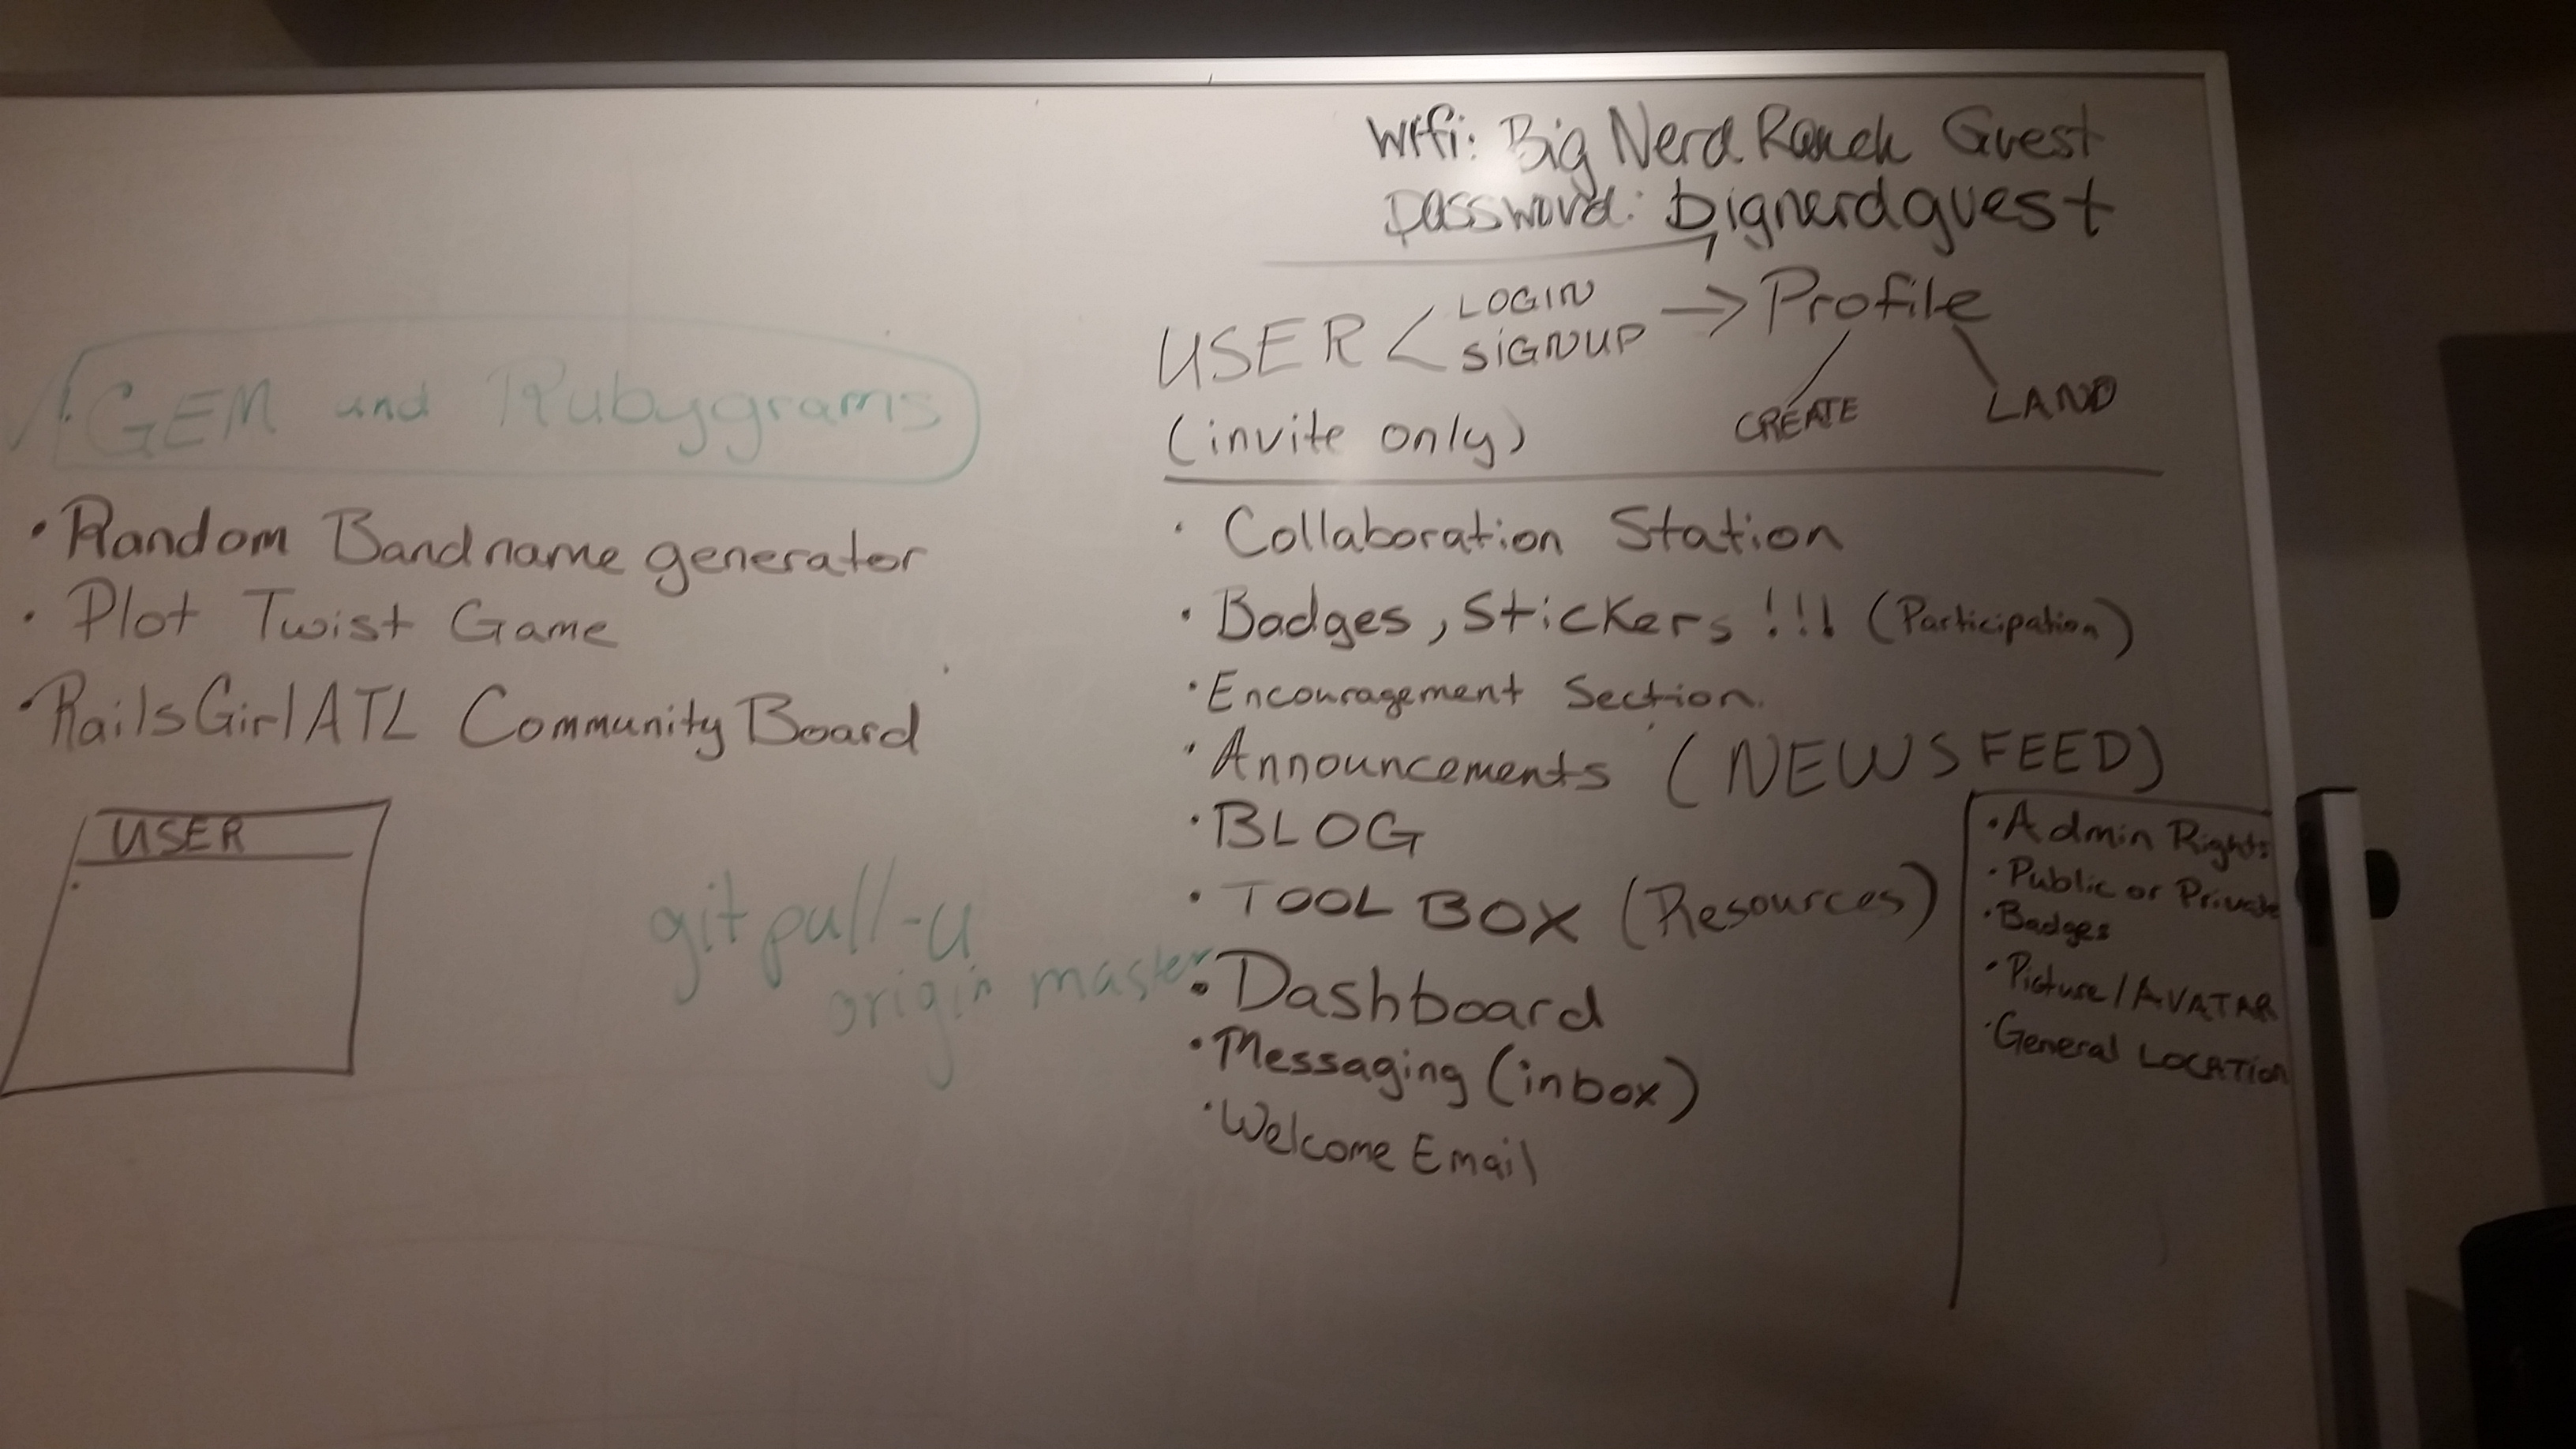 Wifi: Big Nerd Ranch Guest
password: bignerdguest
USER < LOGIN
SIGNUP
→ Profile
CREATE
LAND
(invite only)
GEM and Rubygrams
• Random Bandname generator
• Plot Twist Game
• RailsGirlATL Community Board
USER
git pull -u
origin master
• Collaboration Station
• Badges, Stickers!!! (Participation)
• Encouragement Section.
• Announcements (NEWSFEED)
• BLOG
• TOOL BOX (Resources)
• Dashboard
• Messaging (inbox)
• Welcome Email
• Admin Rights
• Public or Private
• Badges
• Picture/AVATAR
• General LOCATION